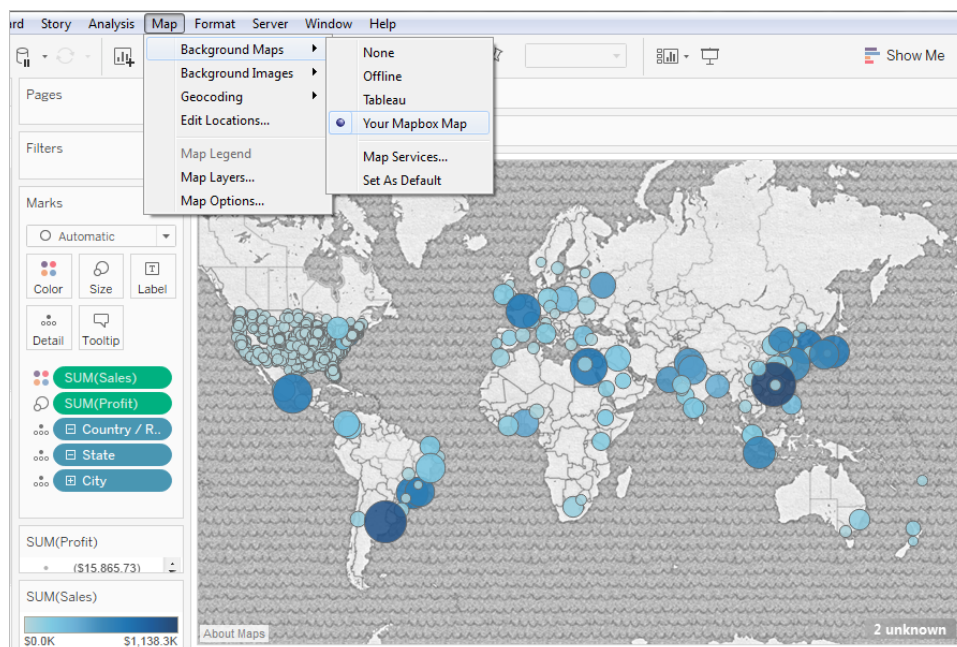 rd Story Analysis Map Format Server Window Help
Show Me
Background Maps
Background Images
Geocoding
Edit Locations...
Map Legend
Map Layers...
Map Options...
None
Offline
Tableau
Your Mapbox Map
Map Services...
Set As Default
Pages
Filters
Marks
Automatic
Color Size Label
T
Detail Tooltip
SUM(Sales)
SUM(Profit)
Country / R..
State
City
SUM(Profit)
($15,865.73)
SUM(Sales)
$0.0K $1,138.3K
About Maps
2 unknown